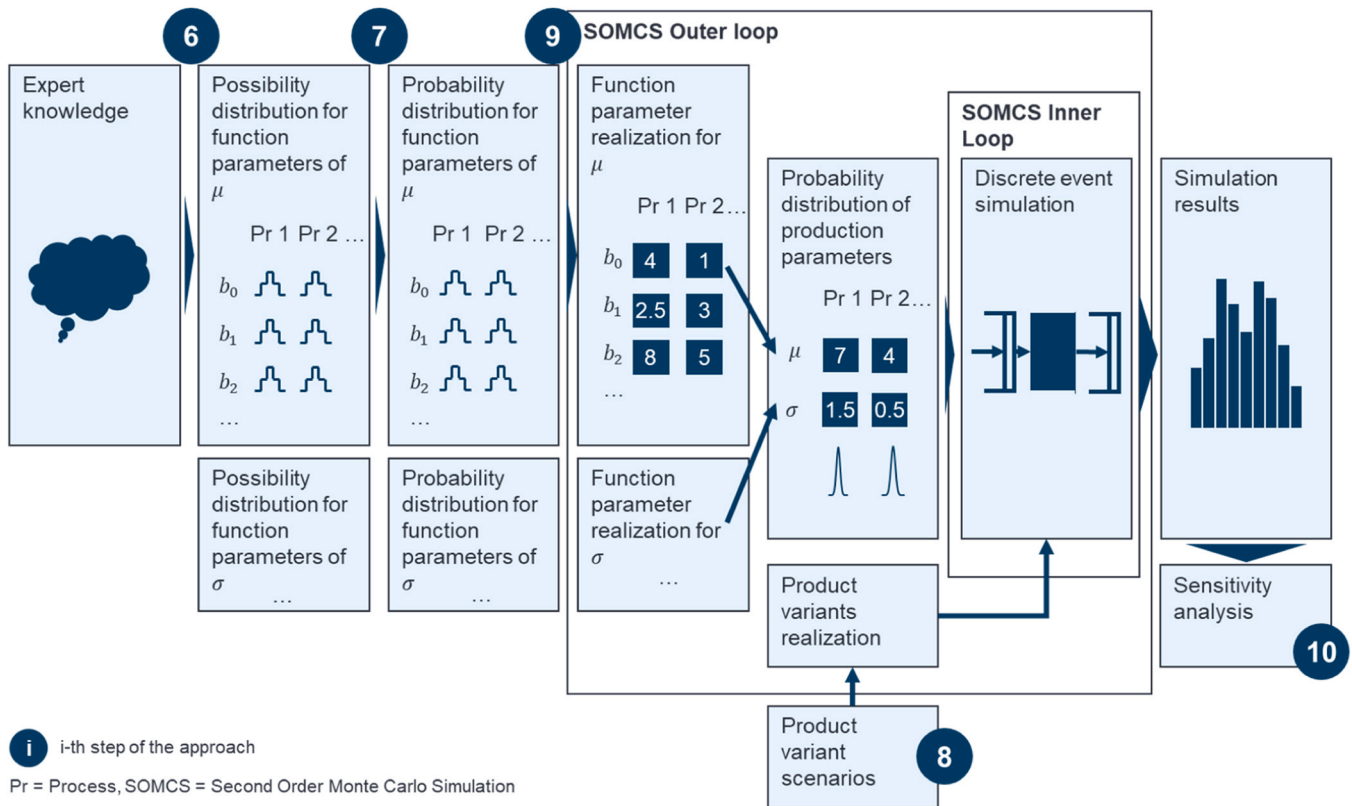 6
7
9
SOMCS Outer loop
Expert
knowledge
Possibility
distribution for
function
parameters of
μ
Pr 1 Pr 2 ...
b₀
b₁
b₂
...
Probability
distribution for
function
parameters of
μ
Pr 1 Pr 2 ...
b₀
b₁
b₂
...
Function
parameter
realization for
μ
Pr 1 Pr 2...
b₀ 4 1
b₁ 2.5 3
b₂ 8 5
...
Probability
distribution of
production
parameters
Pr 1 Pr 2...
μ 7 4
σ 1.5 0.5
SOMCS Inner
Loop
Discrete event
simulation
Simulation
results
Possibility
distribution for
function
parameters of
σ ...
Probability
distribution for
function
parameters of
σ ...
Function
parameter
realization for
σ ...
Product
variants
realization
Sensitivity
analysis
10
Product
variant
scenarios
8
i i-th step of the approach
Pr = Process, SOMCS = Second Order Monte Carlo Simulation